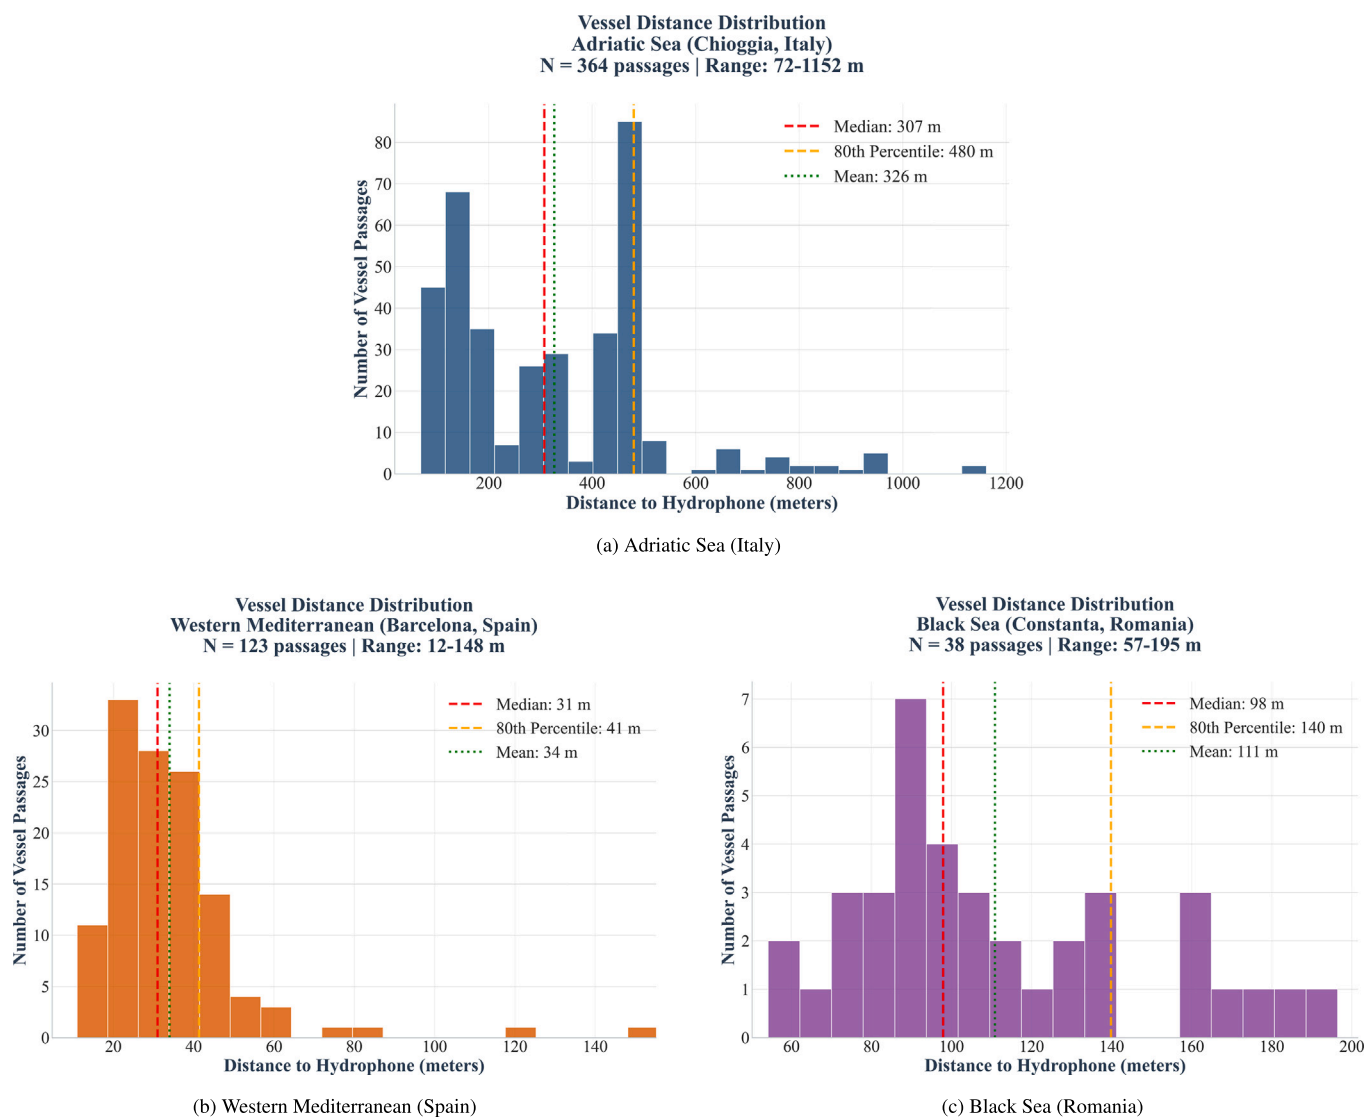 Vessel Distance Distribution
Adriatic Sea (Chioggia, Italy)
N = 364 passages | Range: 72-1152 m
Number of Vessel Passages
80
70
60
50
40
30
20
10
0
Median: 307 m
80th Percentile: 480 m
Mean: 326 m
200 400 600 800 1000 1200
Distance to Hydrophone (meters)
(a) Adriatic Sea (Italy)
Vessel Distance Distribution
Western Mediterranean (Barcelona, Spain)
N = 123 passages | Range: 12-148 m
Number of Vessel Passages
30
25
20
15
10
5
0
Median: 31 m
80th Percentile: 41 m
Mean: 34 m
20 40 60 80 100 120 140
Distance to Hydrophone (meters)
(b) Western Mediterranean (Spain)
Vessel Distance Distribution
Black Sea (Constanta, Romania)
N = 38 passages | Range: 57-195 m
Number of Vessel Passages
7
6
5
4
3
2
1
0
Median: 98 m
80th Percentile: 140 m
Mean: 111 m
60 80 100 120 140 160 180 200
Distance to Hydrophone (meters)
(c) Black Sea (Romania)